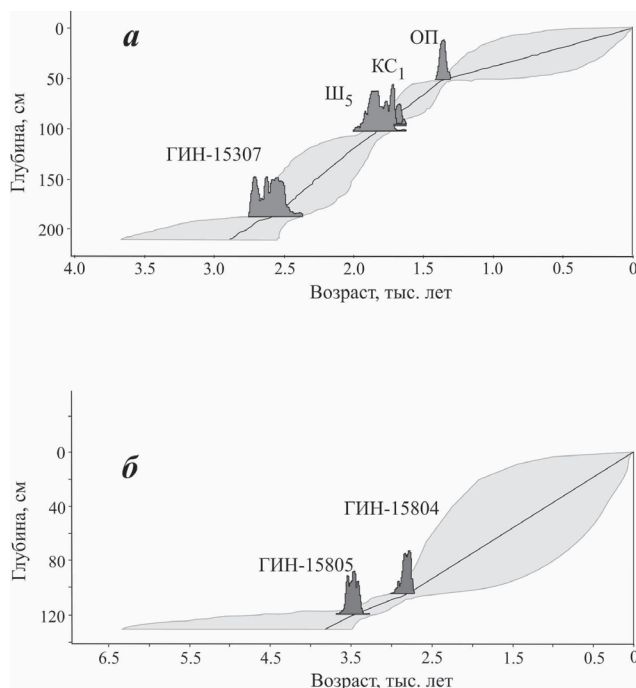 а
Глубина, см
0
50
100
150
200
ОП
КС1
Ш5
ГИН-15307
4.0 3.5 3.0 2.5 2.0 1.5 1.0 0.5 0
Возраст, тыс. лет
б
Глубина, см
0
40
80
120
ГИН-15804
ГИН-15805
6.5 5.5 4.5 3.5 2.5 1.5 0.5 0
Возраст, тыс. лет